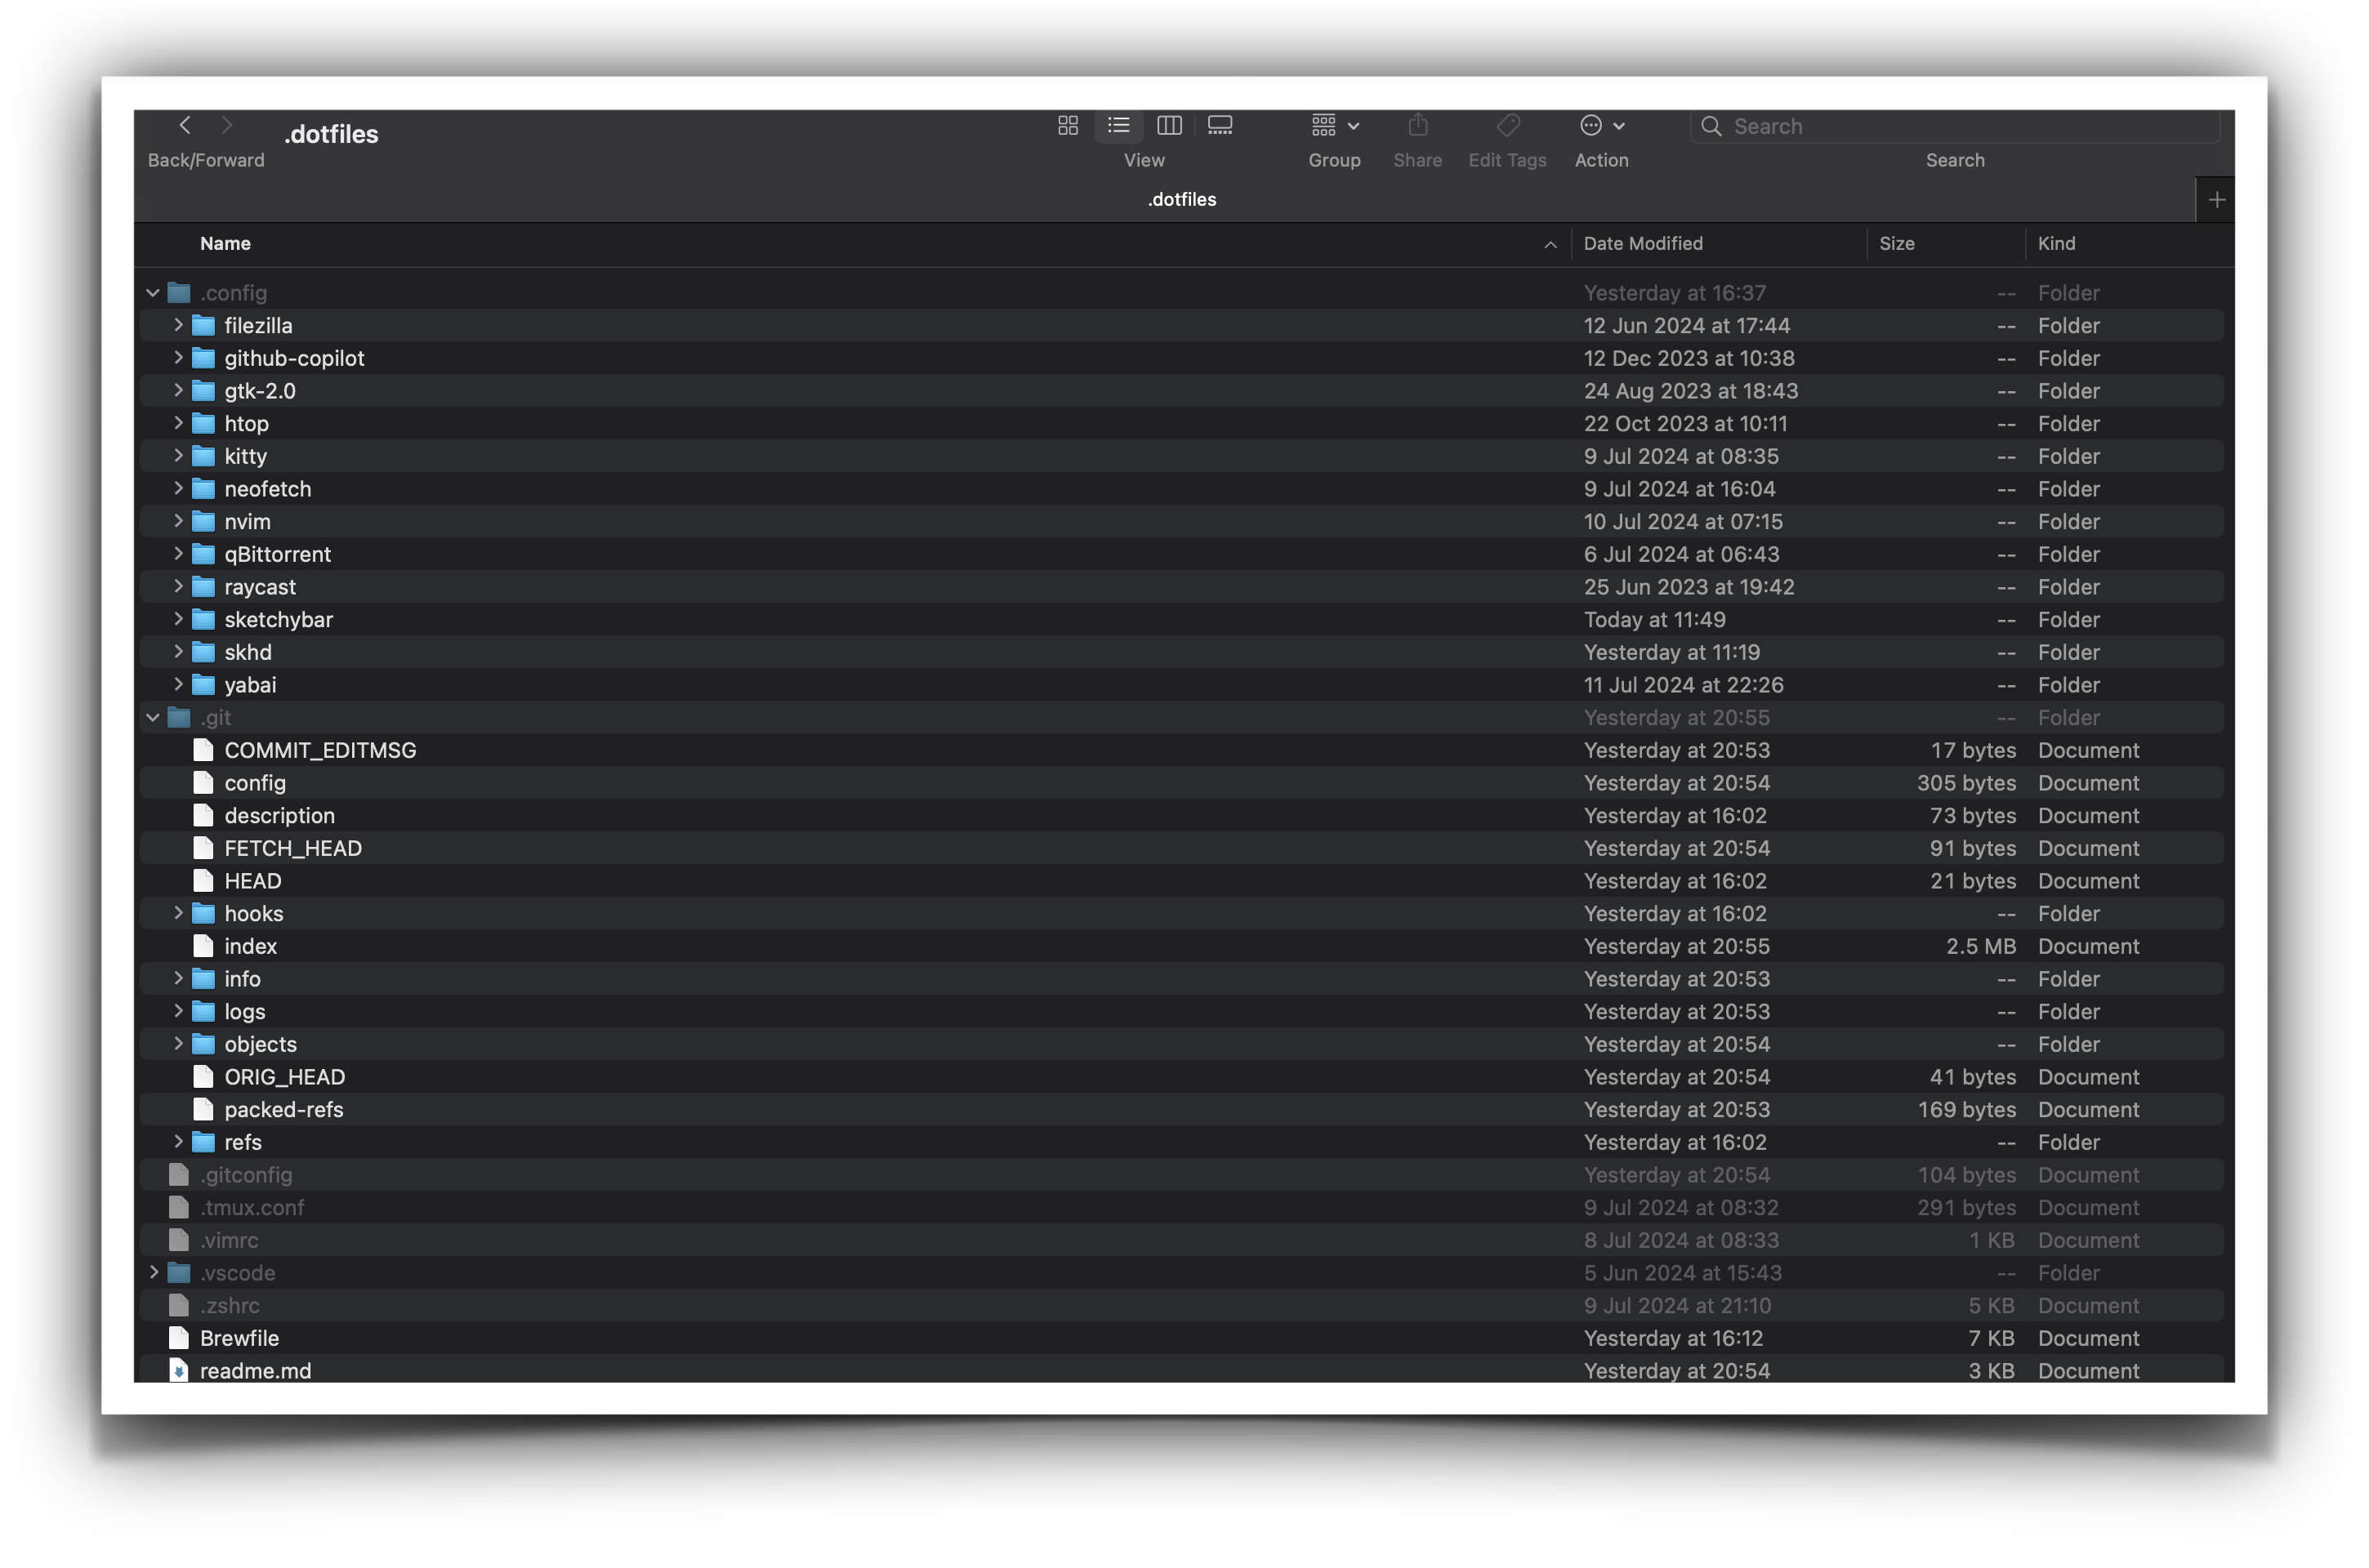 .dotfiles
Back/Forward
View
Group
Share
Edit Tags
Action
Search
Search
.dotfiles
Name Date Modified Size Kind
.config Yesterday at 16:37 -- Folder
filezilla 12 Jun 2024 at 17:44 -- Folder
github-copilot 12 Dec 2023 at 10:38 -- Folder
gtk-2.0 24 Aug 2023 at 18:43 -- Folder
htop 22 Oct 2023 at 10:11 -- Folder
kitty 9 Jul 2024 at 08:35 -- Folder
neofetch 9 Jul 2024 at 16:04 -- Folder
nvim 10 Jul 2024 at 07:15 -- Folder
qBittorrent 6 Jul 2024 at 06:43 -- Folder
raycast 25 Jun 2023 at 19:42 -- Folder
sketchybar Today at 11:49 -- Folder
skhd Yesterday at 11:19 -- Folder
yabai 11 Jul 2024 at 22:26 -- Folder
.git Yesterday at 20:55 -- Folder
COMMIT_EDITMSG Yesterday at 20:53 17 bytes Document
config Yesterday at 20:54 305 bytes Document
description Yesterday at 16:02 73 bytes Document
FETCH_HEAD Yesterday at 20:54 91 bytes Document
HEAD Yesterday at 16:02 21 bytes Document
hooks Yesterday at 16:02 -- Folder
index Yesterday at 20:55 2.5 MB Document
info Yesterday at 20:53 -- Folder
logs Yesterday at 20:53 -- Folder
objects Yesterday at 20:54 -- Folder
ORIG_HEAD Yesterday at 20:54 41 bytes Document
packed-refs Yesterday at 20:53 169 bytes Document
refs Yesterday at 16:02 -- Folder
.gitconfig Yesterday at 20:54 104 bytes Document
.tmux.conf 9 Jul 2024 at 08:32 291 bytes Document
.vimrc 8 Jul 2024 at 08:33 1 KB Document
.vscode 5 Jun 2024 at 15:43 -- Folder
.zshrc 9 Jul 2024 at 21:10 5 KB Document
Brewfile Yesterday at 16:12 7 KB Document
readme.md Yesterday at 20:54 3 KB Document